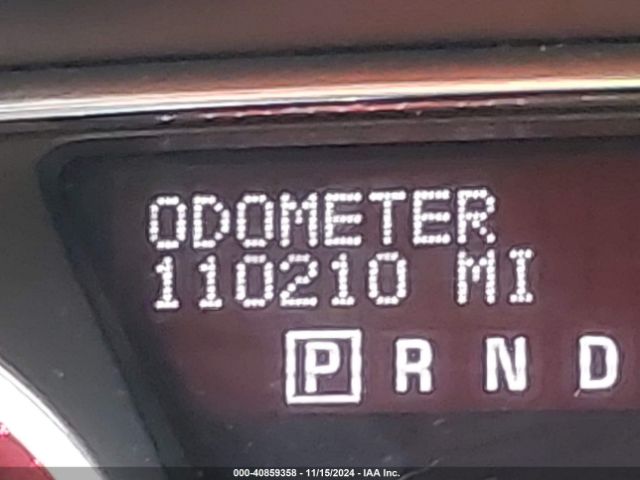 ODOMETER
110210 MI
P R N D
000-40859358 - 11/15/2024 - IAA Inc.